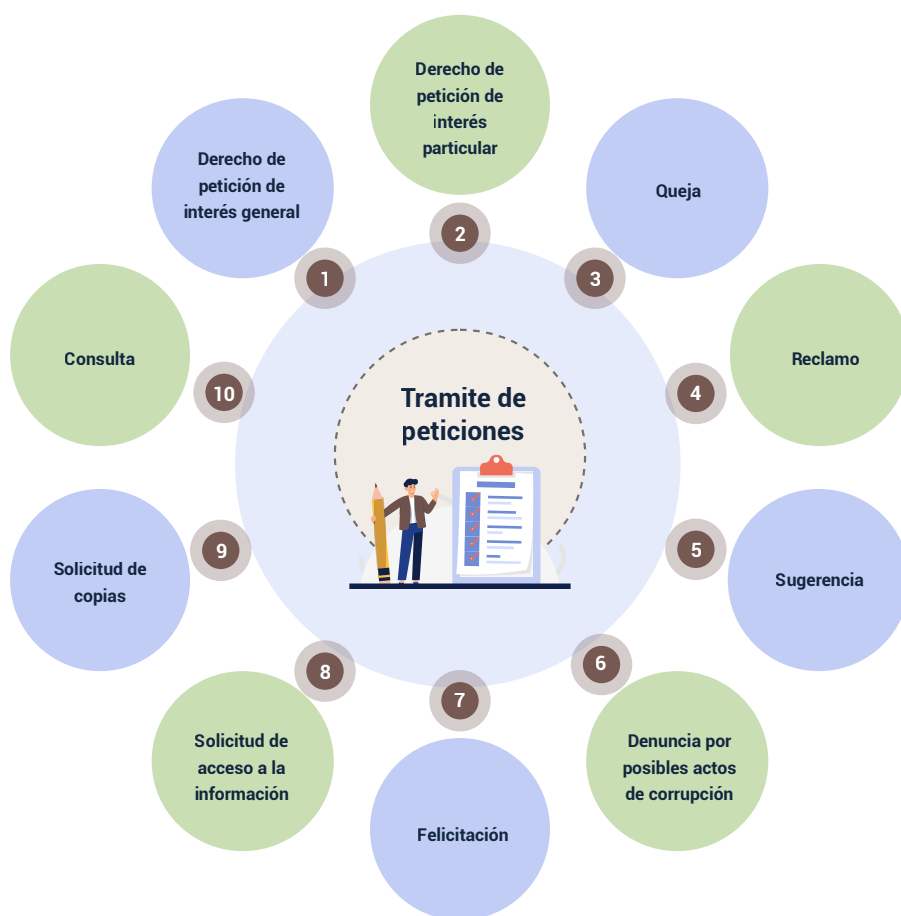 Tramite de
peticiones
1
Derecho de
petición de
interés general
2
Derecho de
petición de
interés
particular
3
Queja
4
Reclamo
5
Sugerencia
6
Denuncia por
posibles actos
de corrupción
7
Felicitación
8
Solicitud de
acceso a la
información
9
Solicitud de
copias
10
Consulta